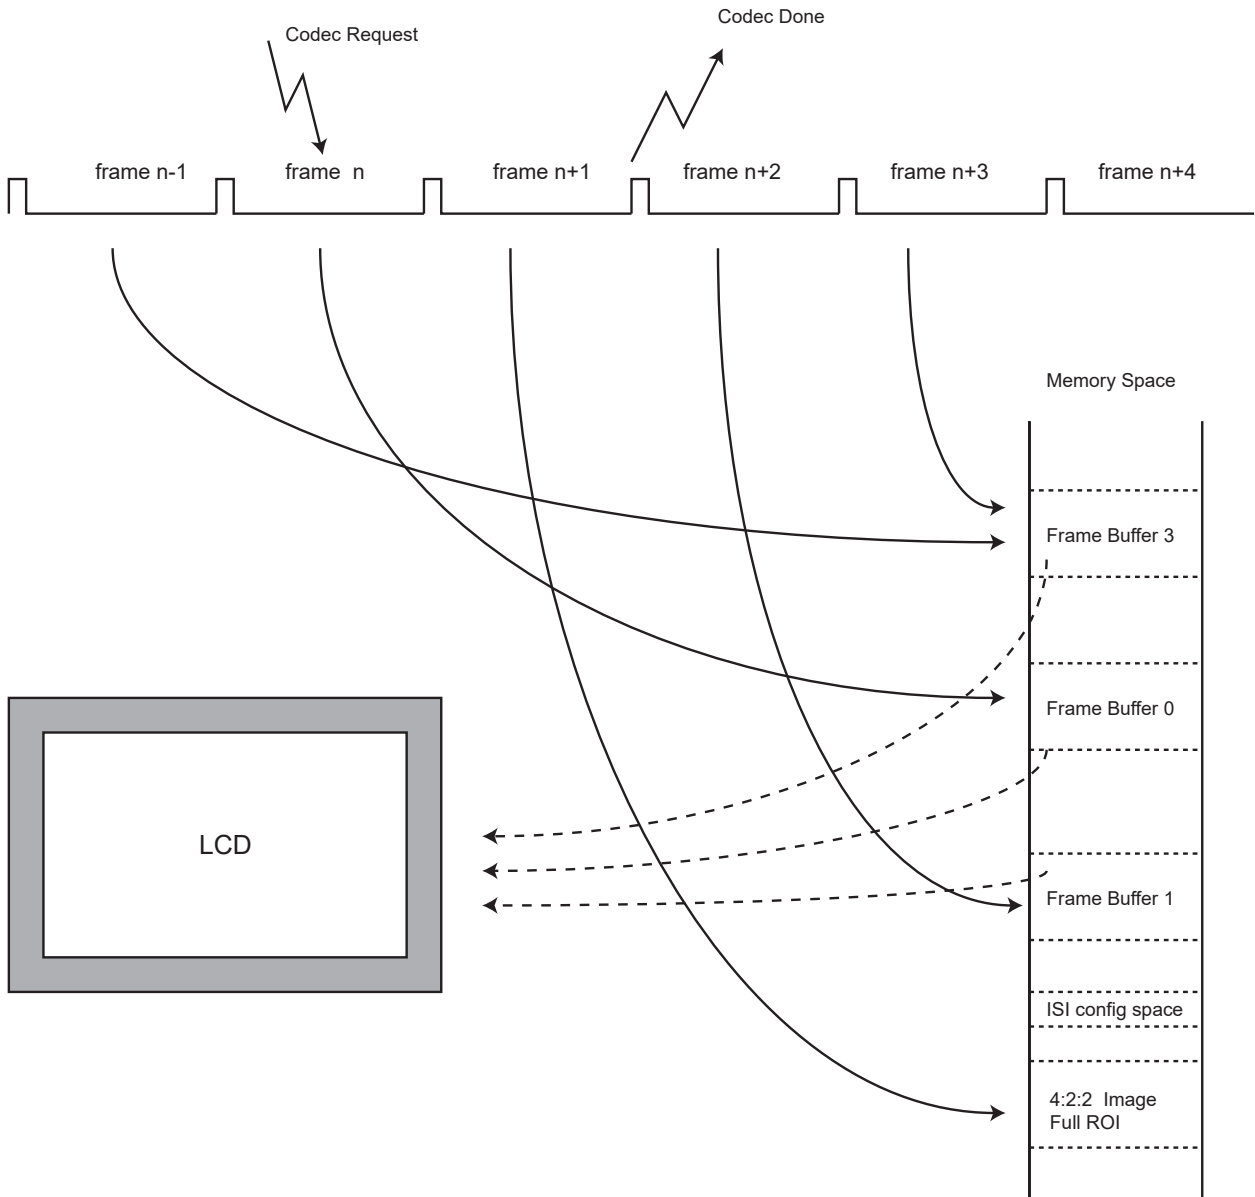 Codec Request
Codec Done
frame n-1
frame n
frame n+1
frame n+2
frame n+3
frame n+4
Memory Space
Frame Buffer 3
Frame Buffer 0
LCD
Frame Buffer 1
ISI config space
4:2:2 Image
Full ROI